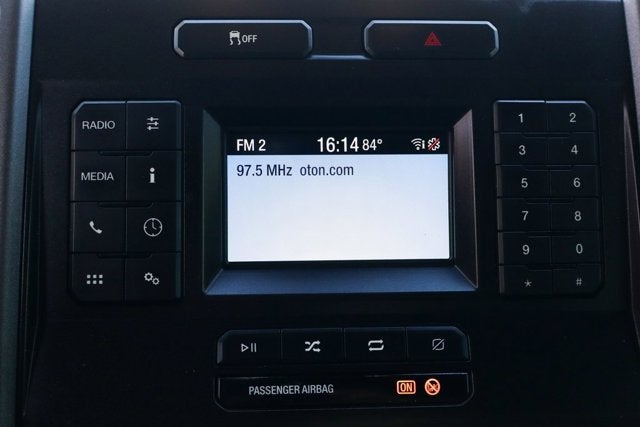 OFF
FM 2 16:14 84°
97.5 MHz oton.com
RADIO
MEDIA i
1 2
3 4
5 6
7 8
9 0
* #
PASSENGER AIRBAG ON